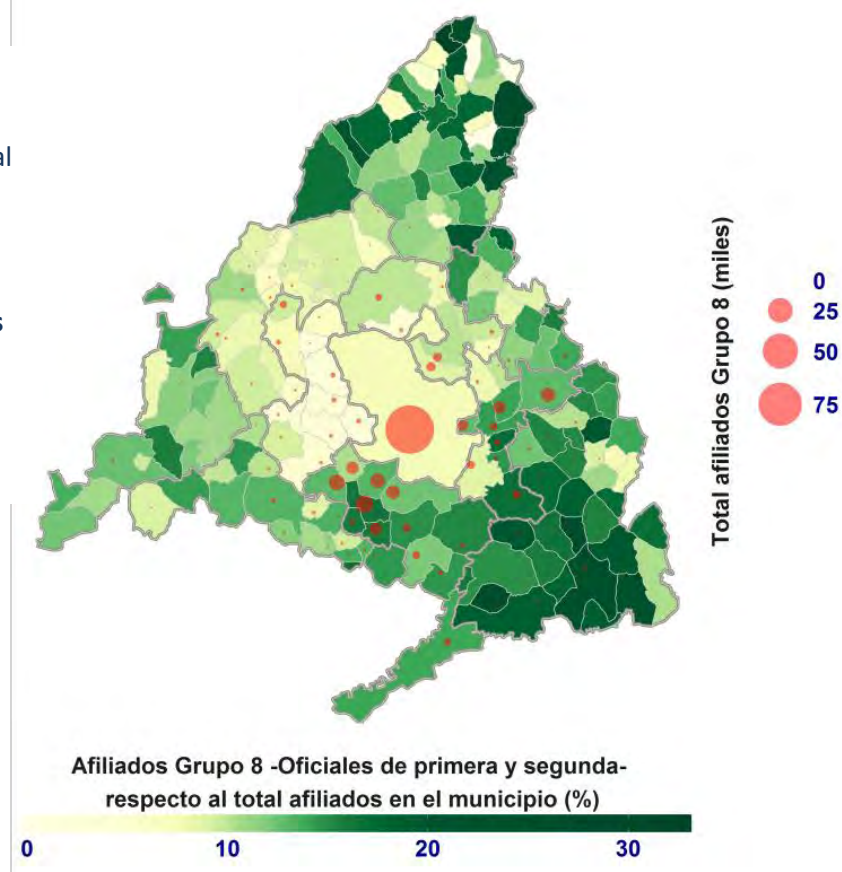 al
s
Total afiliados Grupo 8 (miles)
0
25
50
75
Afiliados Grupo 8 -Oficiales de primera y segunda-
respecto al total afiliados en el municipio (%)
0 10 20 30